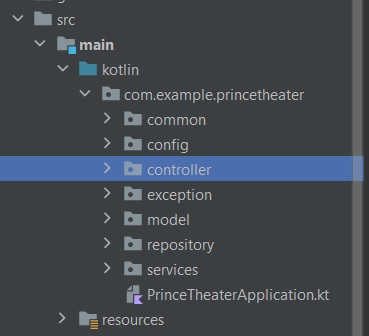 src
main
kotlin
com.example.princetheater
common
config
controller
exception
model
repository
services
PrinceTheaterApplication.kt
resources